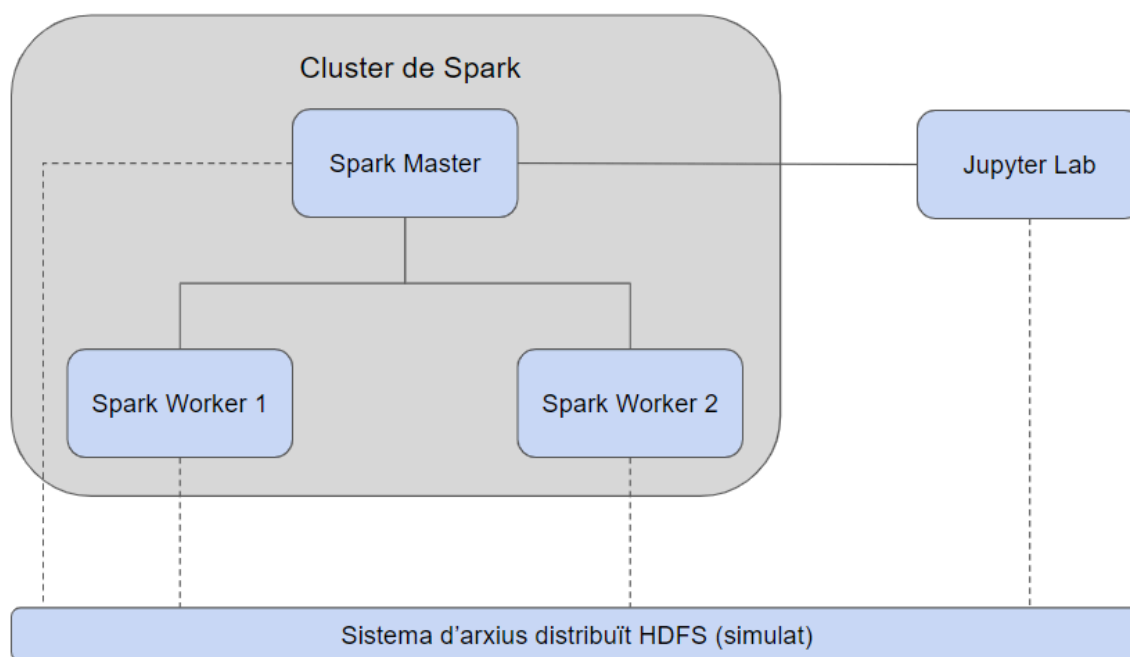 Cluster de Spark
Spark Master
Jupyter Lab
Spark Worker 1
Spark Worker 2
Sistema d’arxius distribuït HDFS (simulat)